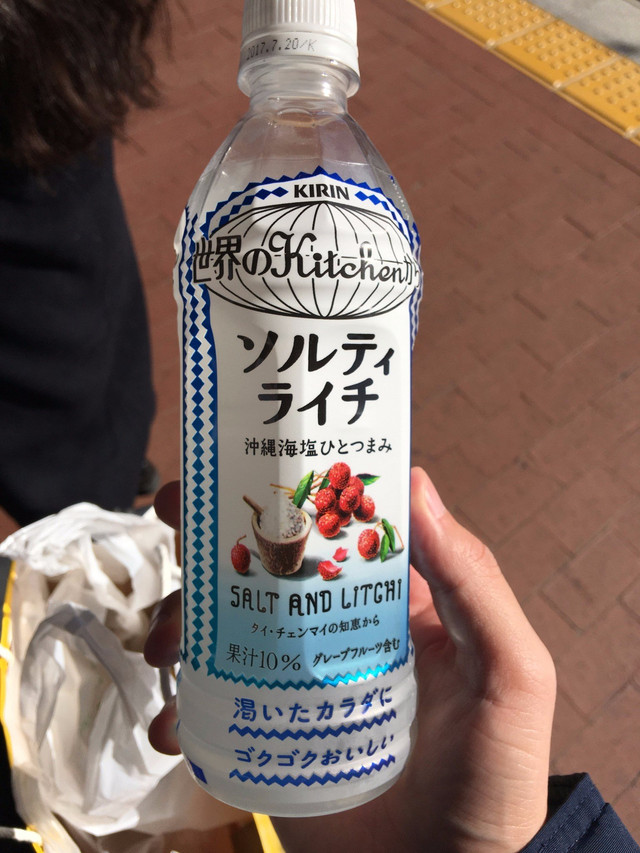 2017.7.20/K
KIRIN
世界のKitchenから
ソルティ
ライチ
沖縄海塩ひとつまみ
SALT AND LITCHI
タイ・チェンマイの知恵から
果汁10% グレープフルーツ含む
渇いたカラダに
ゴクゴクおいしい